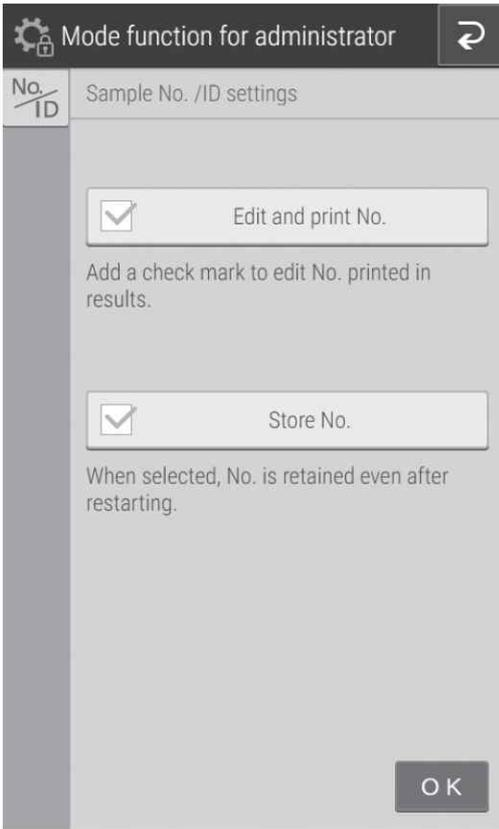 Mode function for administrator
No./ID
Sample No. /ID settings
Edit and print No.
Add a check mark to edit No. printed in
results.
Store No.
When selected, No. is retained even after
restarting.
OK